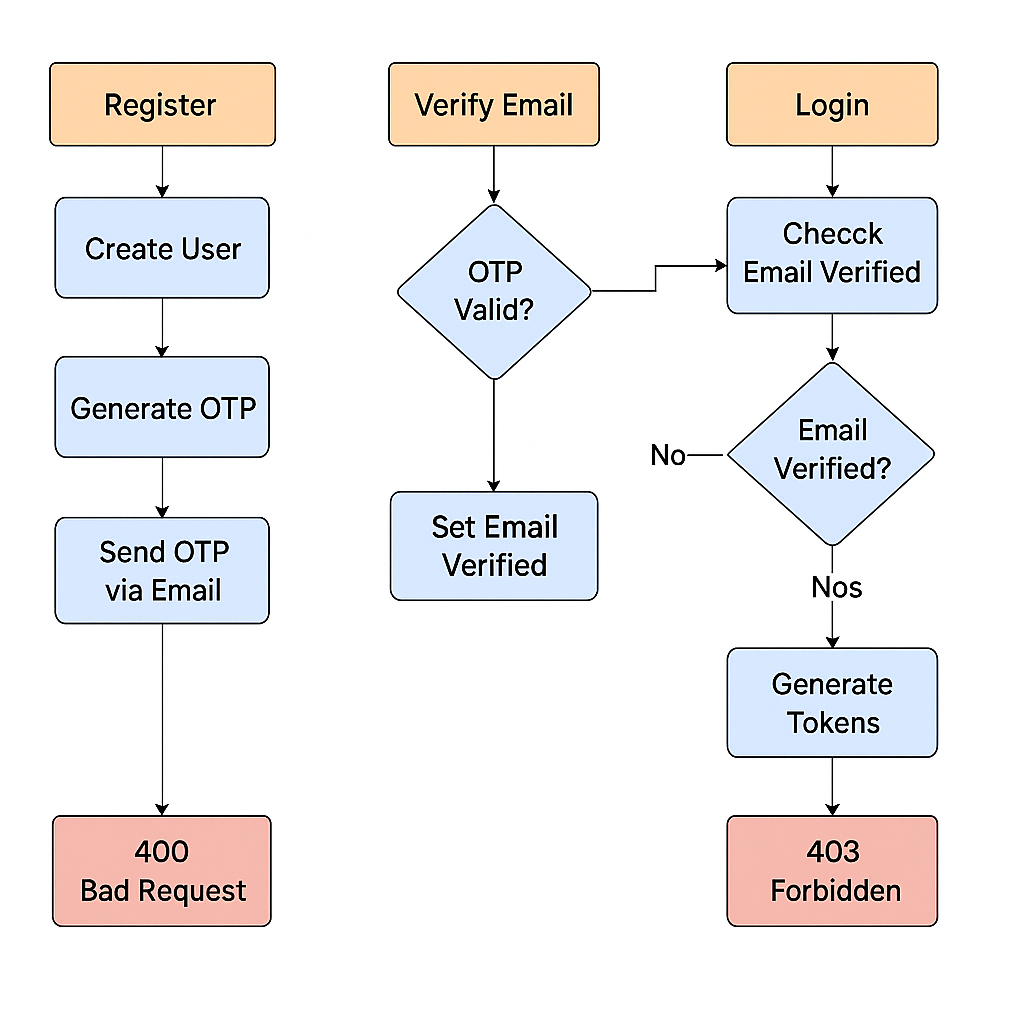 Register
Create User
Generate OTP
Send OTP
via Email
400
Bad Request
Verify Email
OTP
Valid?
Set Email
Verified
Login
Checck
Email Verified
Email
Verified?
No
Nos
Generate
Tokens
403
Forbidden